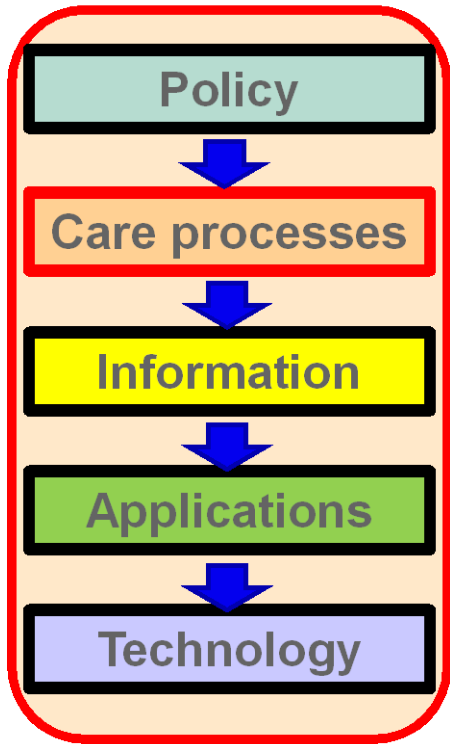 Policy
Care processes
Information
Applications
Technology